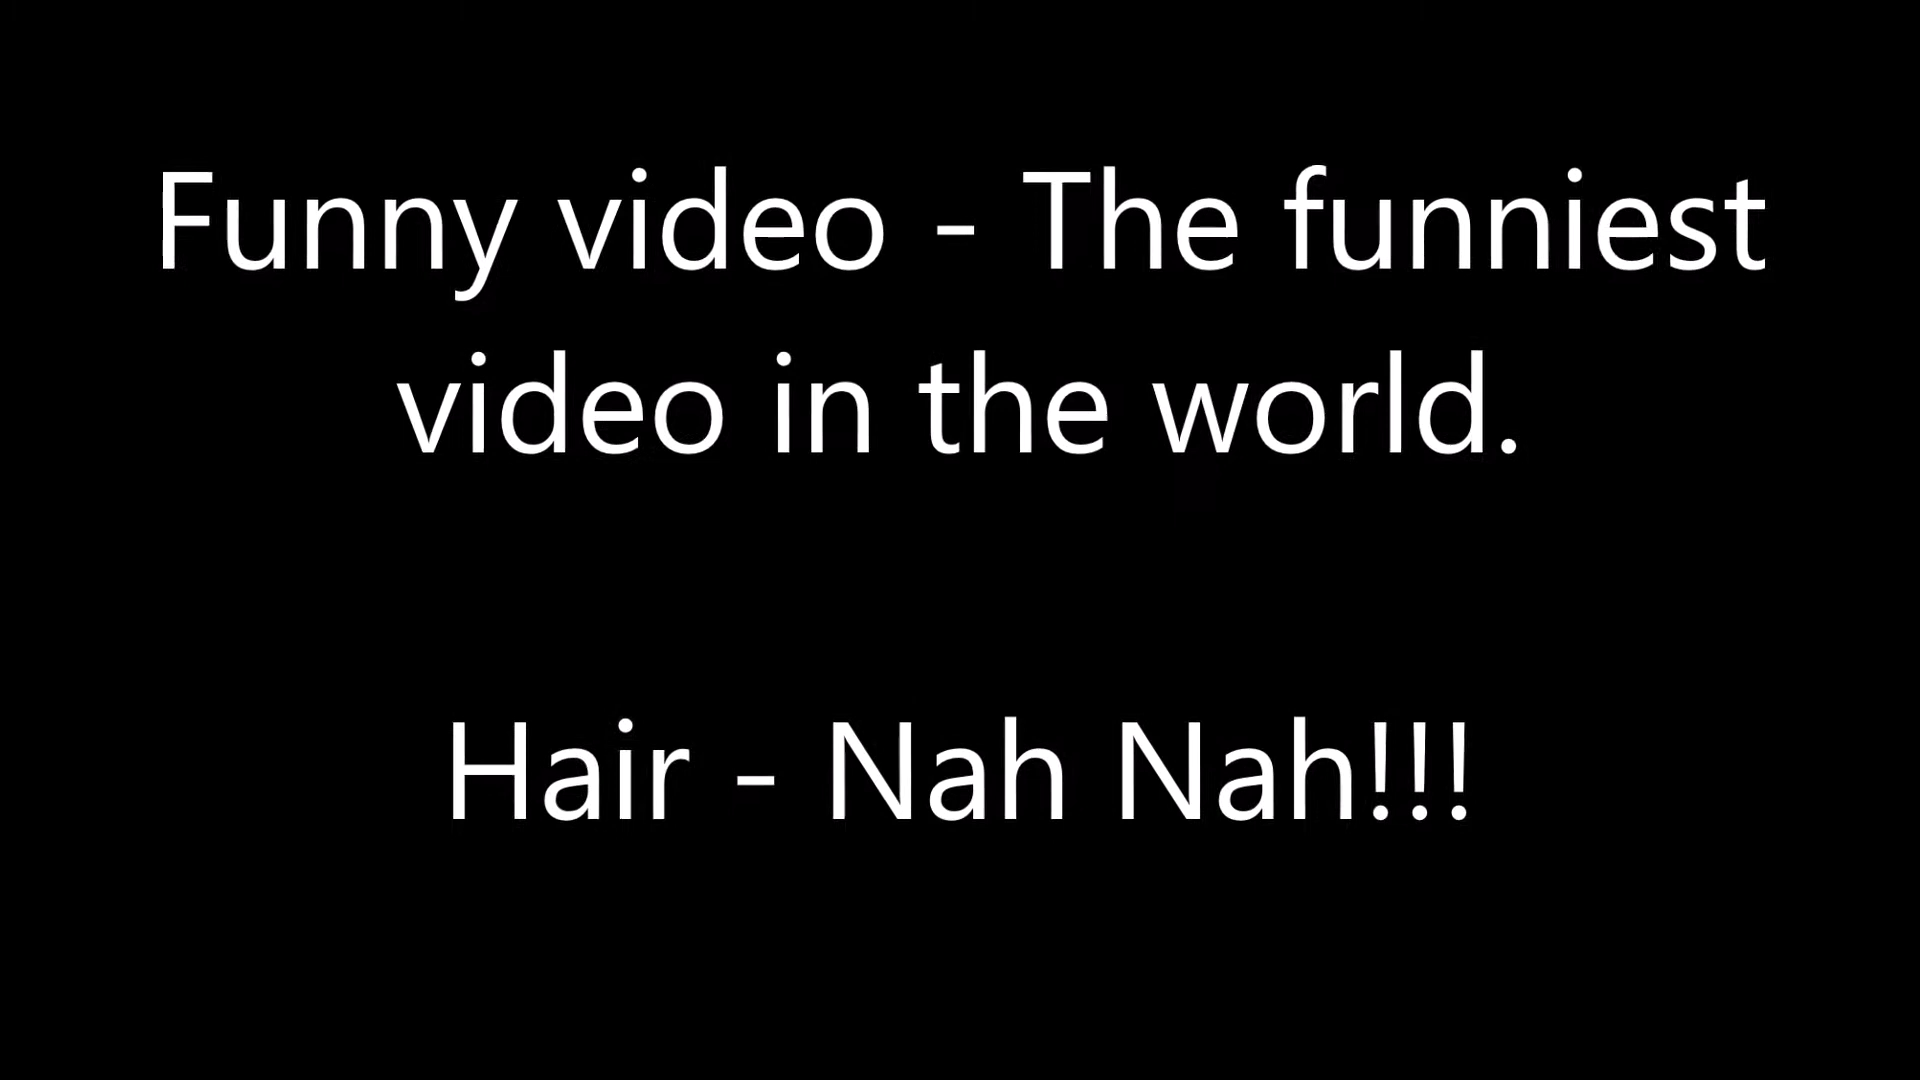 Funny video - The funniest
video in the world.
Hair - Nah Nah!!!